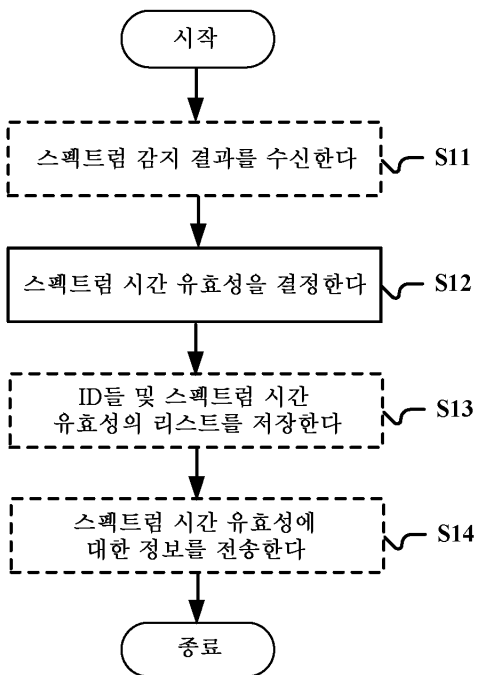 시작
스펙트럼 감지 결과를 수신한다
S11
스펙트럼 시간 유효성을 결정한다
S12
ID들 및 스펙트럼 시간
유효성의 리스트를 저장한다
S13
스펙트럼 시간 유효성에
대한 정보를 전송한다
S14
종료